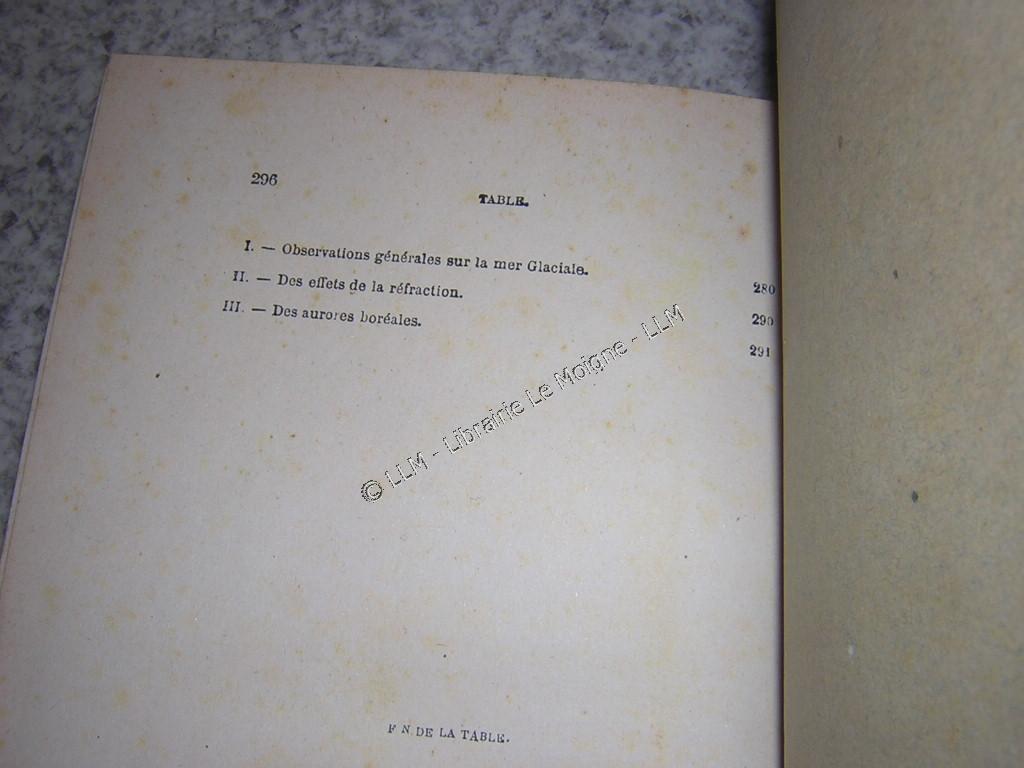 296
TABLE.
I. — Observations générales sur la mer Glaciale. 280
II. — Des effets de la réfraction. 290
III. — Des aurores boréales. 291
© LLM - Librairie Le Moigne - LLM
F N DE LA TABLE.